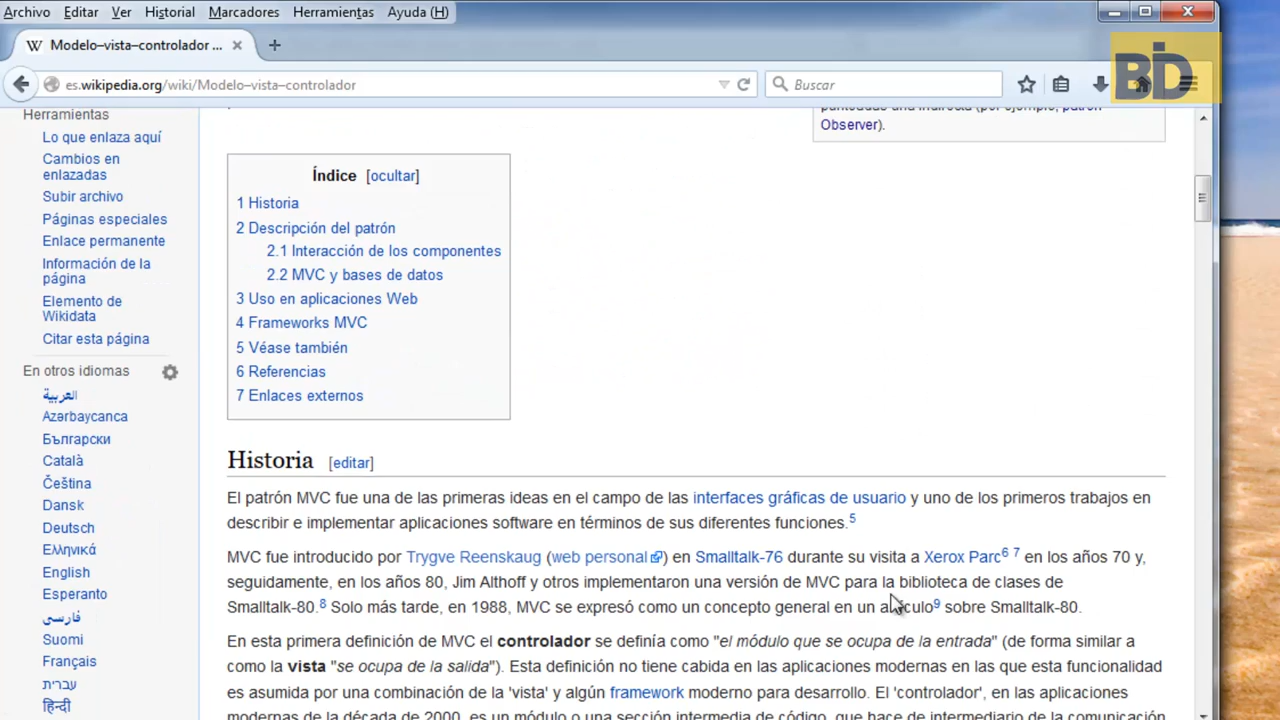 Archivo Editar Ver Historial Marcadores Herramientas Ayuda (H)
W Modelo–vista–controlador ... × +
es.wikipedia.org/wiki/Modelo–vista–controlador
Buscar
BID
Observer).
Herramientas
Lo que enlaza aquí
Cambios en
enlazadas
Subir archivo
Páginas especiales
Enlace permanente
Información de la
página
Elemento de
Wikidata
Citar esta página
En otros idiomas
العربية
Azərbaycanca
Български
Català
Čeština
Dansk
Deutsch
Ελληνικά
English
Esperanto
فارسی
Suomi
Français
עברית
हिन्दी
Índice [ocultar]
1 Historia
2 Descripción del patrón
2.1 Interacción de los componentes
2.2 MVC y bases de datos
3 Uso en aplicaciones Web
4 Frameworks MVC
5 Véase también
6 Referencias
7 Enlaces externos
Historia [editar]
El patrón MVC fue una de las primeras ideas en el campo de las interfaces gráficas de usuario y uno de los primeros trabajos en
describir e implementar aplicaciones software en términos de sus diferentes funciones.5
MVC fue introducido por Trygve Reenskaug (web personal) en Smalltalk-76 durante su visita a Xerox Parc6 7 en los años 70 y,
seguidamente, en los años 80, Jim Althoff y otros implementaron una versión de MVC para la biblioteca de clases de
Smalltalk-80.8 Solo más tarde, en 1988, MVC se expresó como un concepto general en un artículo9 sobre Smalltalk-80.
En esta primera definición de MVC el controlador se definía como "el módulo que se ocupa de la entrada" (de forma similar a
como la vista "se ocupa de la salida"). Esta definición no tiene cabida en las aplicaciones modernas en las que esta funcionalidad
es asumida por una combinación de la 'vista' y algún framework moderno para desarrollo. El 'controlador', en las aplicaciones
modernas de la década de 2000, es un módulo o una sección intermedia de código, que hace de intermediario de la comunicación